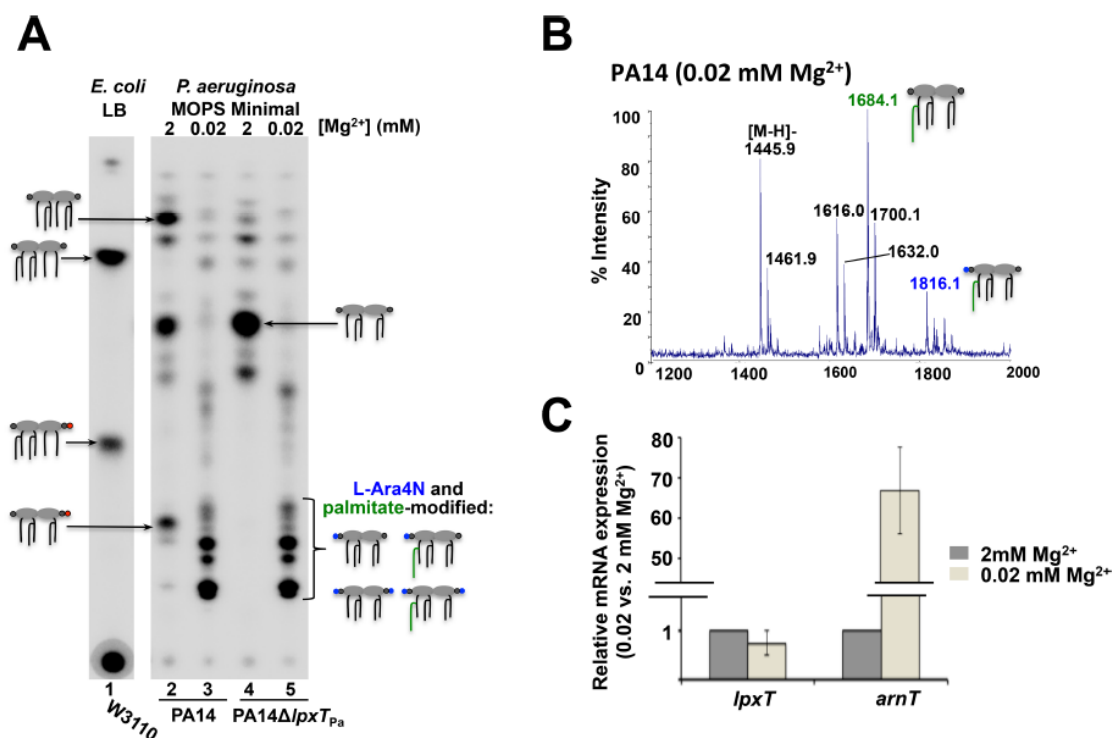 A
E. coli
LB
P. aeruginosa
MOPS Minimal
2 0.02 2 0.02 [Mg²⁺] (mM)
L-Ara4N and
palmitate-modified:
1 2 3 4 5
W3110 PA14 PA14ΔlpxTPa
B
PA14 (0.02 mM Mg²⁺)
% Intensity
100
80
60
40
20
0
1684.1
[M-H]-
1445.9
1616.0
1700.1
1632.0
1461.9
1816.1
1200 1400 1600 1800 2000
C
Relative mRNA expression
(0.02 vs. 2 mM Mg²⁺)
80
70
60
50
1
lpxT arnT
2mM Mg²⁺
0.02 mM Mg²⁺